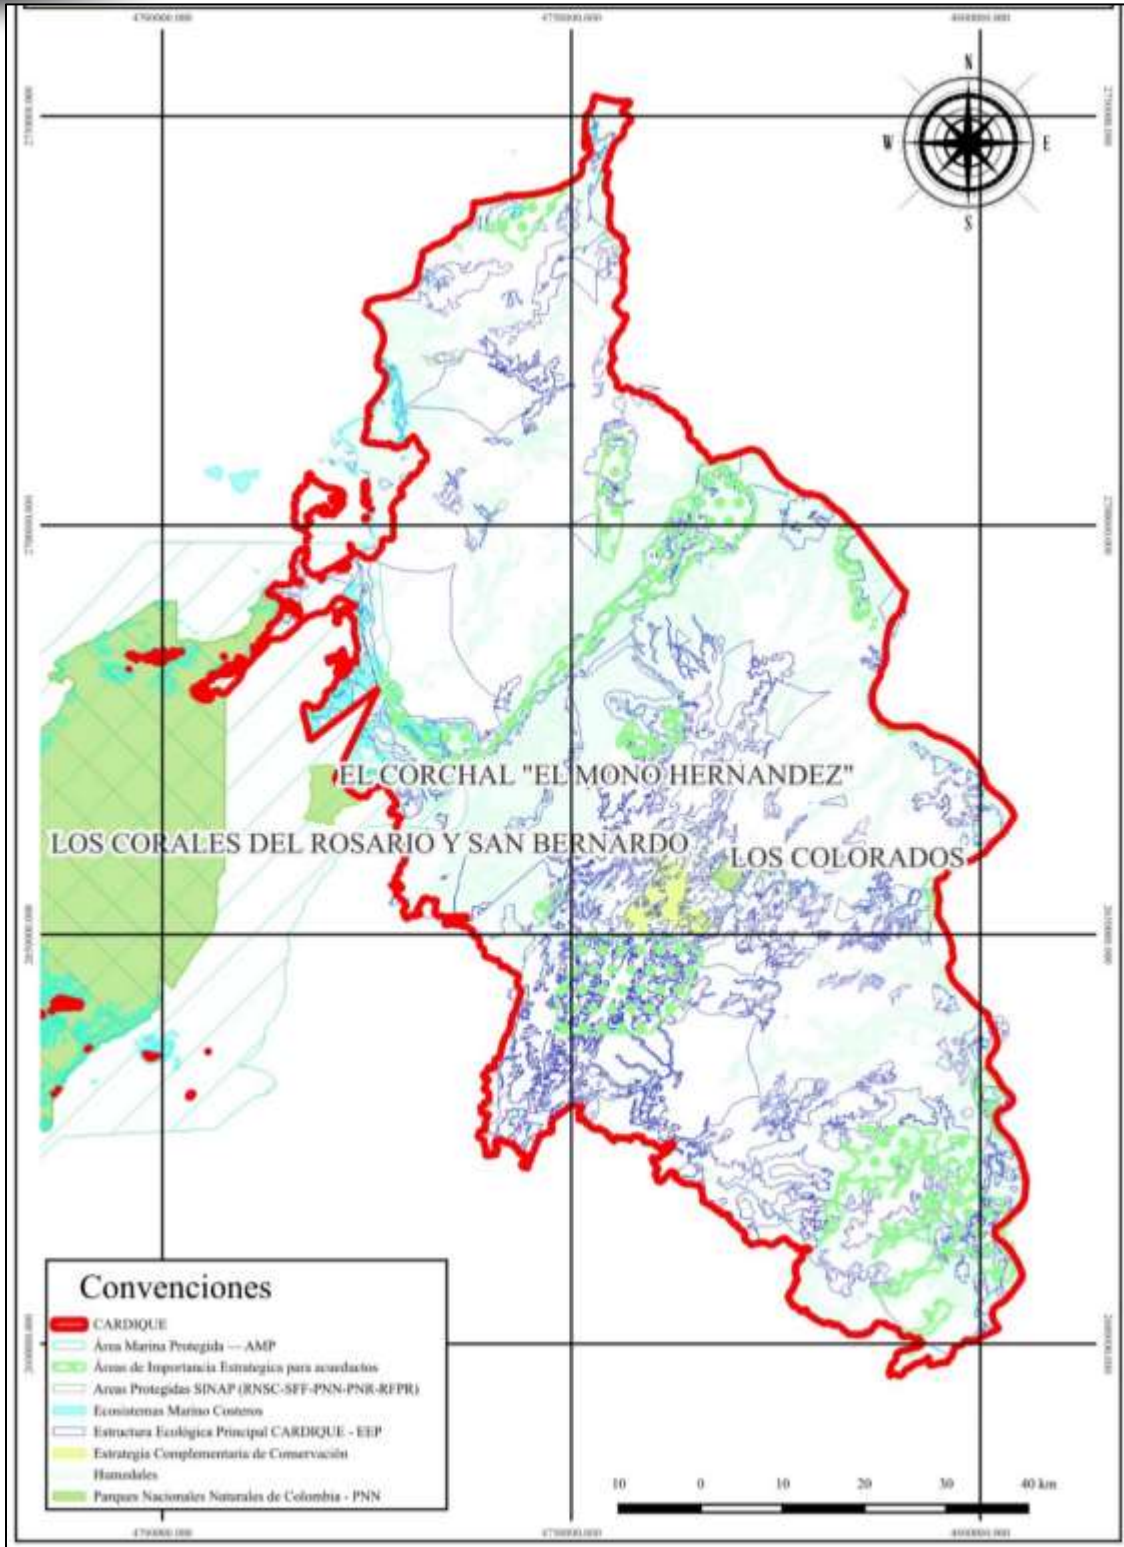 N
W
E
S
EL CORCHAL "EL MONO HERNANDEZ"
LOS CORALES DEL ROSARIO Y SAN BERNARDO
LOS COLORADOS
Convenciones
CARDIQUE
Área Marina Protegida — AMP
Áreas de Importancia Estrategica para acueductos
Areas Protegidas SINAP (RNSC-SFF-PNN-PNR-RFPR)
Ecosistemas Marino Costeros
Estructura Ecológica Principal CARDIQUE - EEP
Estrategia Complementaria de Conservación
Humedales
Parques Nacionales Naturales de Colombia - PNN
10 0 10 20 30 40 km